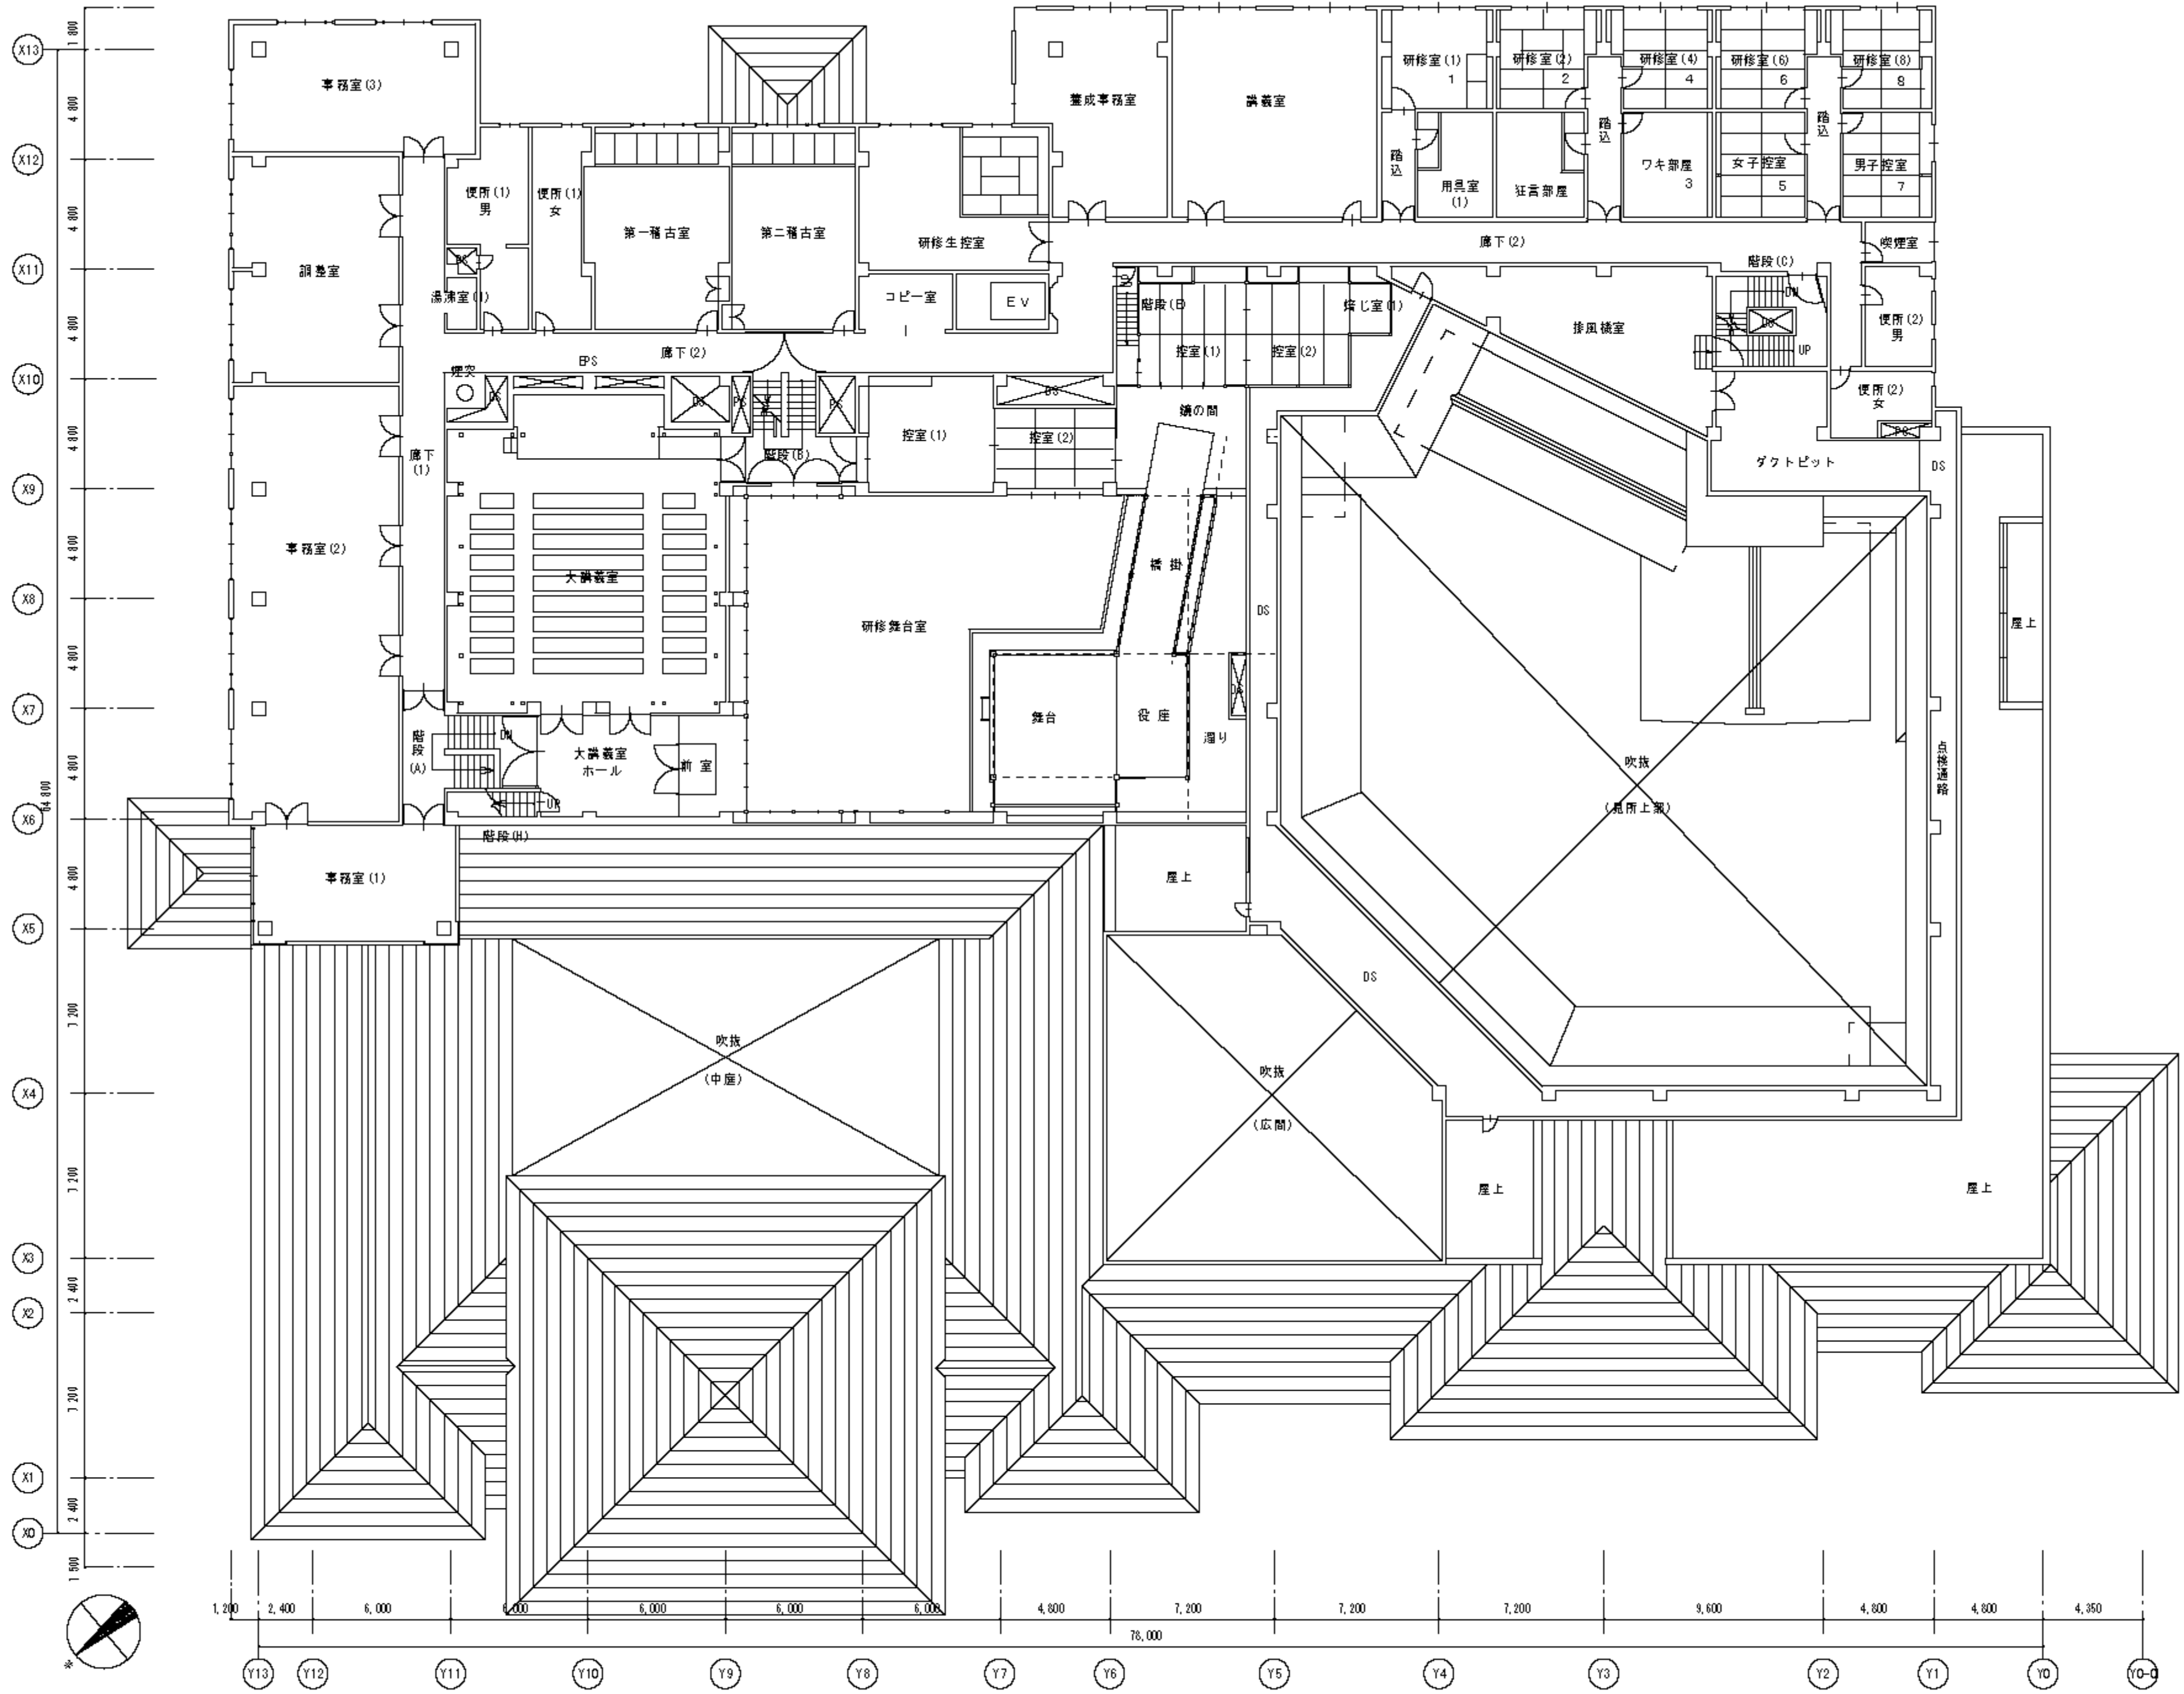 X13
X12
X11
X10
X9
X8
X7
X6
X5
X4
X3
X2
X1
X0
1 800
4 800
4 800
4 800
4 800
4 800
4 800
4 800
4 800
64 800
4 800
7 200
7 200
2 400
7 200
2 400
1 500
事務室(3)
養成事務室
講義室
研修室(1)
1
研修室(2)
2
研修室(4)
4
研修室(6)
6
研修室(8)
8
踏込
踏込
踏込
用具室
(1)
狂言部屋
ワキ部屋
3
女子控室
5
男子控室
7
便所(1)
男
便所(1)
女
第一稽古室
第二稽古室
研修生控室
廊下(2)
喫煙室
調整室
DS
湯沸室(1)
コピー室
EV
階段(E)
焙じ室(1)
排風機室
階段(C)
DN
DS
UP
便所(2)
男
控室(1)
控室(2)
廊下(2)
EPS
煙突
DS
DS
PS
PS
DS
鏡の間
便所(2)
女
PS
控室(1)
控室(2)
階段(B)
廊下
(1)
ダクトピット
DS
事務室(2)
大講義室
研修舞台室
橋掛
DS
屋上
DS
舞台
役座
溜り
階段
(A)
DN
大講義室
ホール
前室
UP
階段(H)
吹抜
(見所上部)
点検通路
事務室(1)
屋上
DS
吹抜
(中庭)
吹抜
(広間)
屋上
屋上
1,200
2,400
6,000
6,000
6,000
6,000
6,000
4,800
7,200
7,200
7,200
9,600
4,800
4,800
4,350
78,000
Y13
Y12
Y11
Y10
Y9
Y8
Y7
Y6
Y5
Y4
Y3
Y2
Y1
Y0
Y0-0